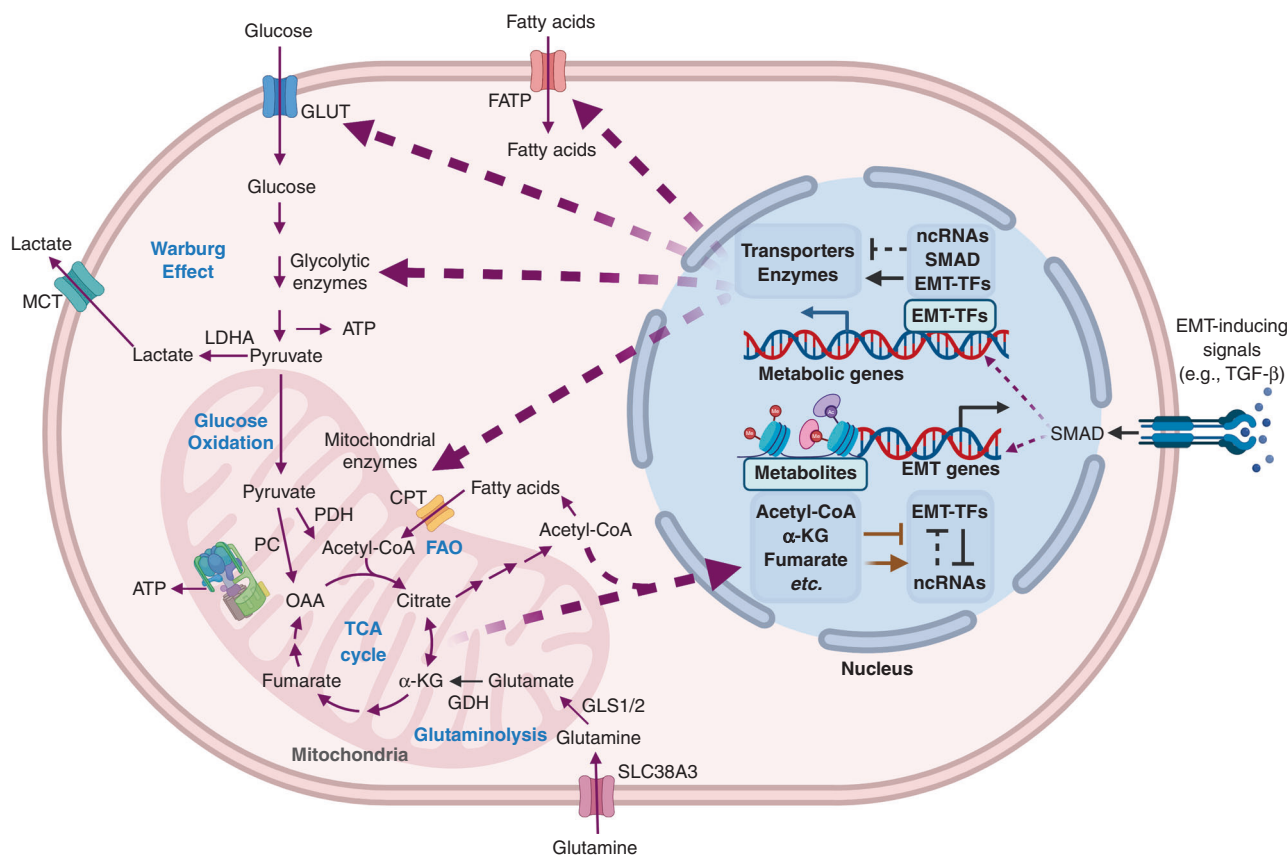 Glucose
Fatty acids
GLUT
FATP
Fatty acids
Glucose
Lactate
Warburg
Effect
Glycolytic
enzymes
MCT
LDHA
ATP
Lactate
Pyruvate
Glucose
Oxidation
Mitochondrial
enzymes
Pyruvate
PDH
CPT
Fatty acids
PC
Acetyl-CoA
FAO
Acetyl-CoA
ATP
OAA
Citrate
TCA
cycle
Fumarate
α-KG
Glutamate
GDH
GLS1/2
Glutaminolysis
Glutamine
Mitochondria
SLC38A3
Glutamine
Transporters
Enzymes
ncRNAs
SMAD
EMT-TFs
EMT-TFs
Metabolic genes
EMT-inducing
signals
(e.g., TGF-β)
SMAD
Me
Me
Ac
Me
Metabolites
EMT genes
Acetyl-CoA
α-KG
Fumarate
etc.
EMT-TFs
ncRNAs
Nucleus